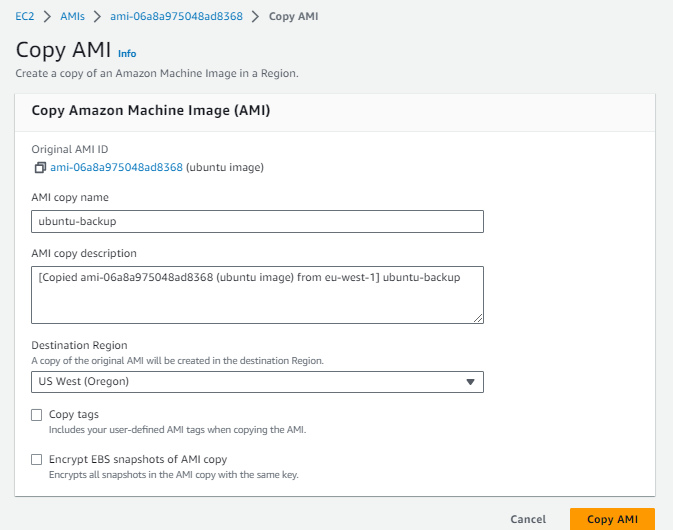 EC2 > AMIs > ami-06a8a975048ad8368 > Copy AMI
Copy AMI Info
Create a copy of an Amazon Machine Image in a Region.
Copy Amazon Machine Image (AMI)
Original AMI ID
ami-06a8a975048ad8368 (ubuntu image)
AMI copy name
ubuntu-backup
AMI copy description
[Copied ami-06a8a975048ad8368 (ubuntu image) from eu-west-1] ubuntu-backup
Destination Region
A copy of the original AMI will be created in the destination Region.
US West (Oregon)
Copy tags
Includes your user-defined AMI tags when copying the AMI.
Encrypt EBS snapshots of AMI copy
Encrypts all snapshots in the AMI copy with the same key.
Cancel Copy AMI